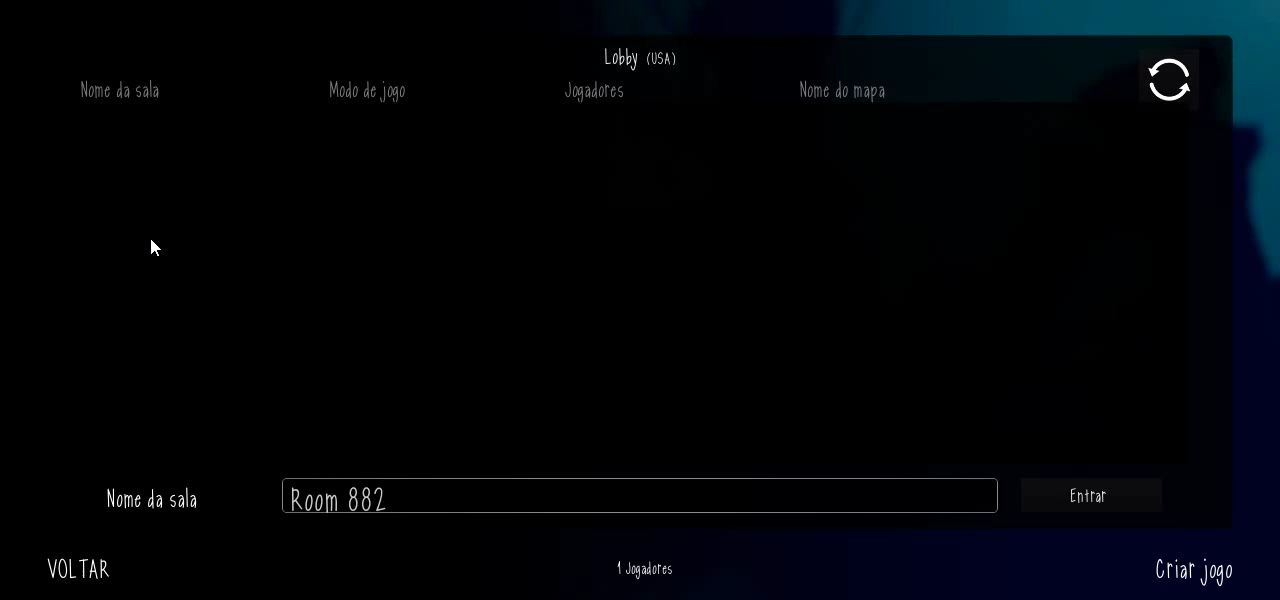 Lobby (USA)
Nome da sala Modo de jogo Jogadores Nome do mapa
Nome da sala Room 882 Entrar
VOLTAR 1 Jogadores Criar jogo